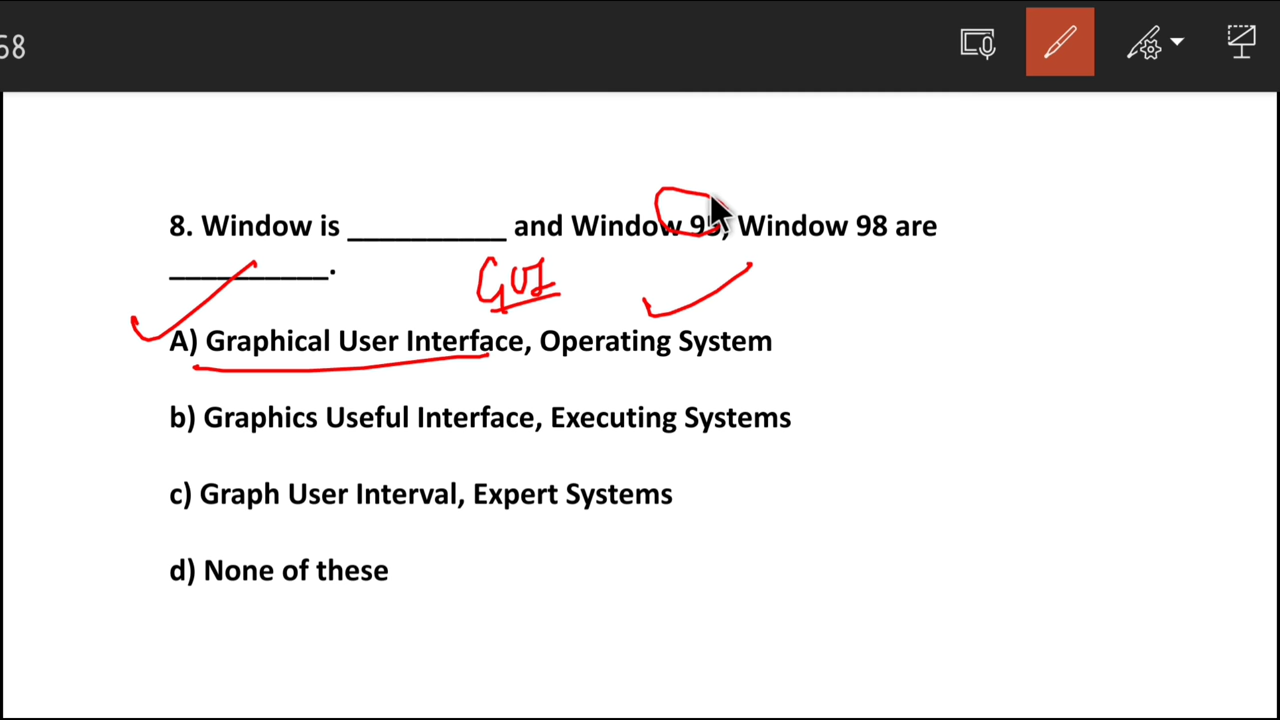 58
8. Window is __________ and Window 95, Window 98 are
__________.
GUI
A) Graphical User Interface, Operating System
b) Graphics Useful Interface, Executing Systems
c) Graph User Interval, Expert Systems
d) None of these